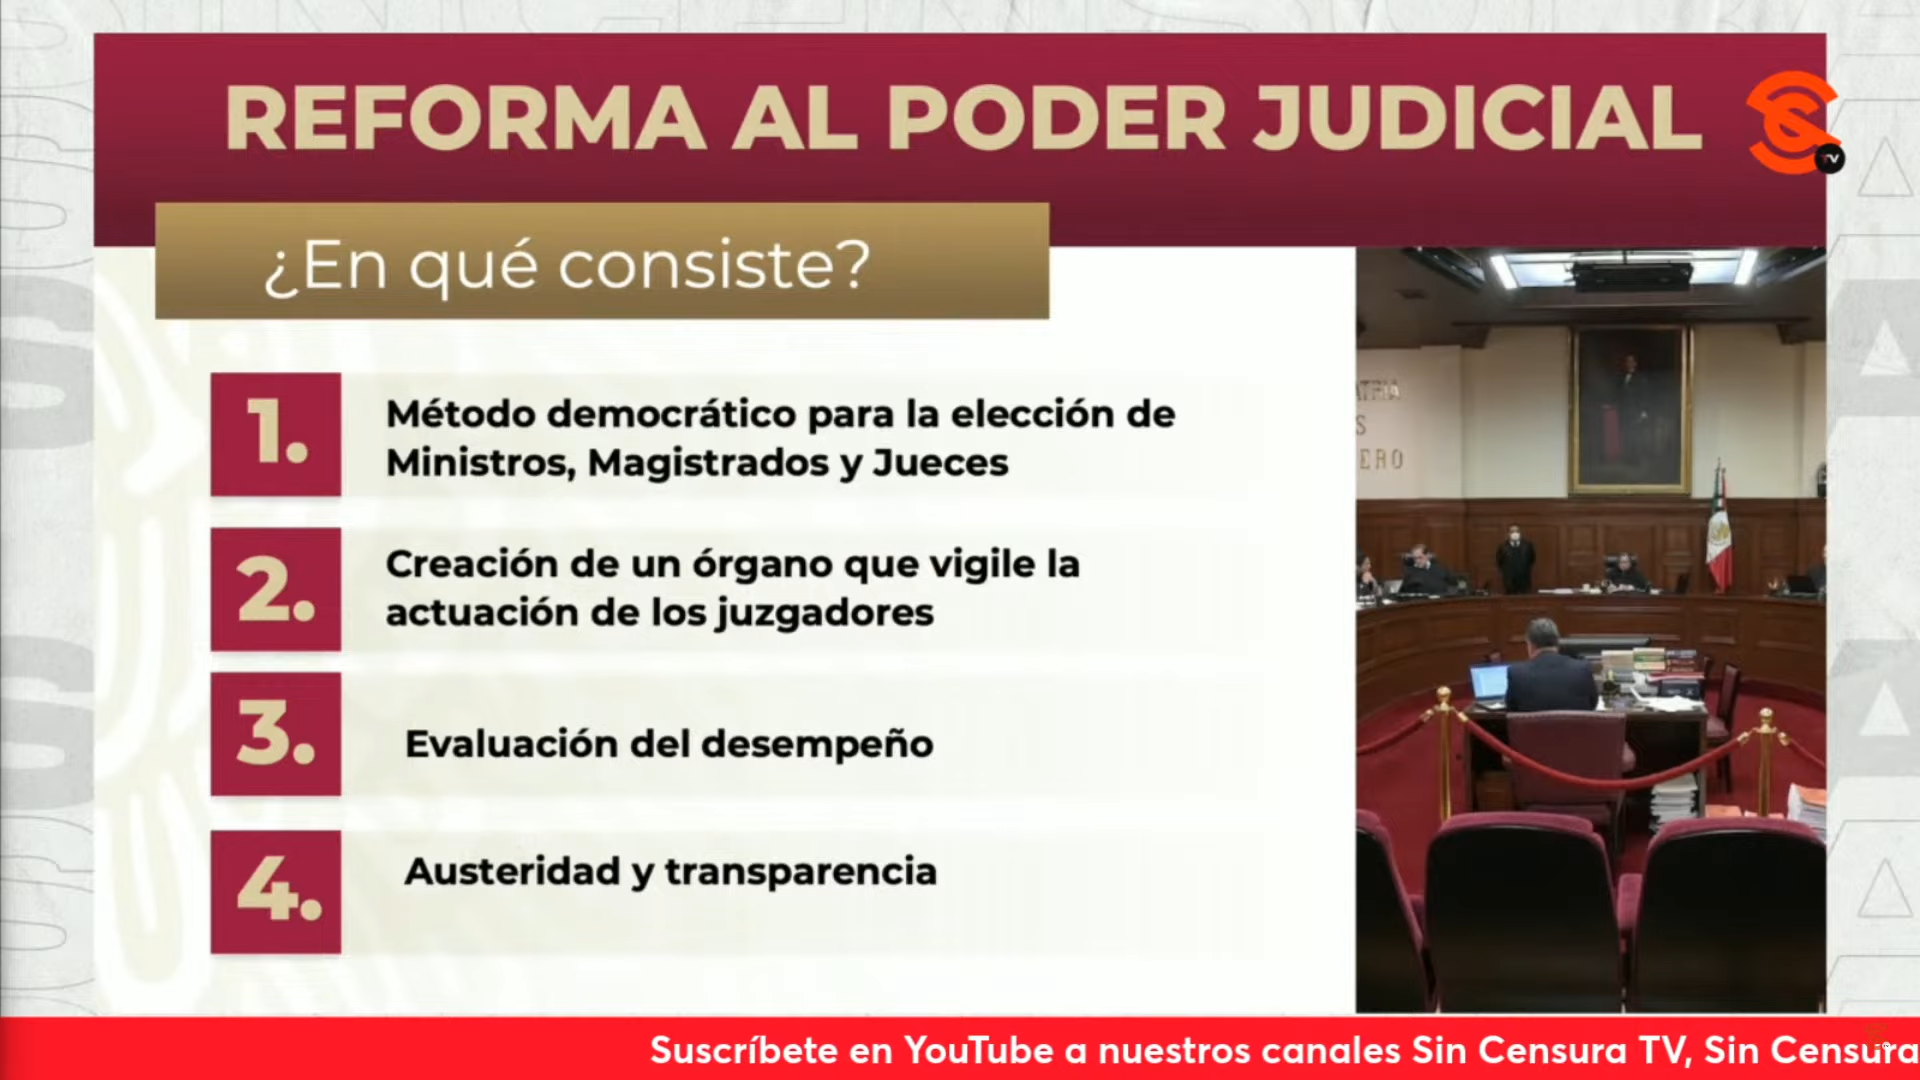 REFORMA AL PODER JUDICIAL
TV
¿En qué consiste?
1.
Método democrático para la elección de
Ministros, Magistrados y Jueces
2.
Creación de un órgano que vigile la
actuación de los juzgadores
3.
Evaluación del desempeño
4.
Austeridad y transparencia
ERO
Suscríbete en YouTube a nuestros canales Sin Censura TV, Sin Censura